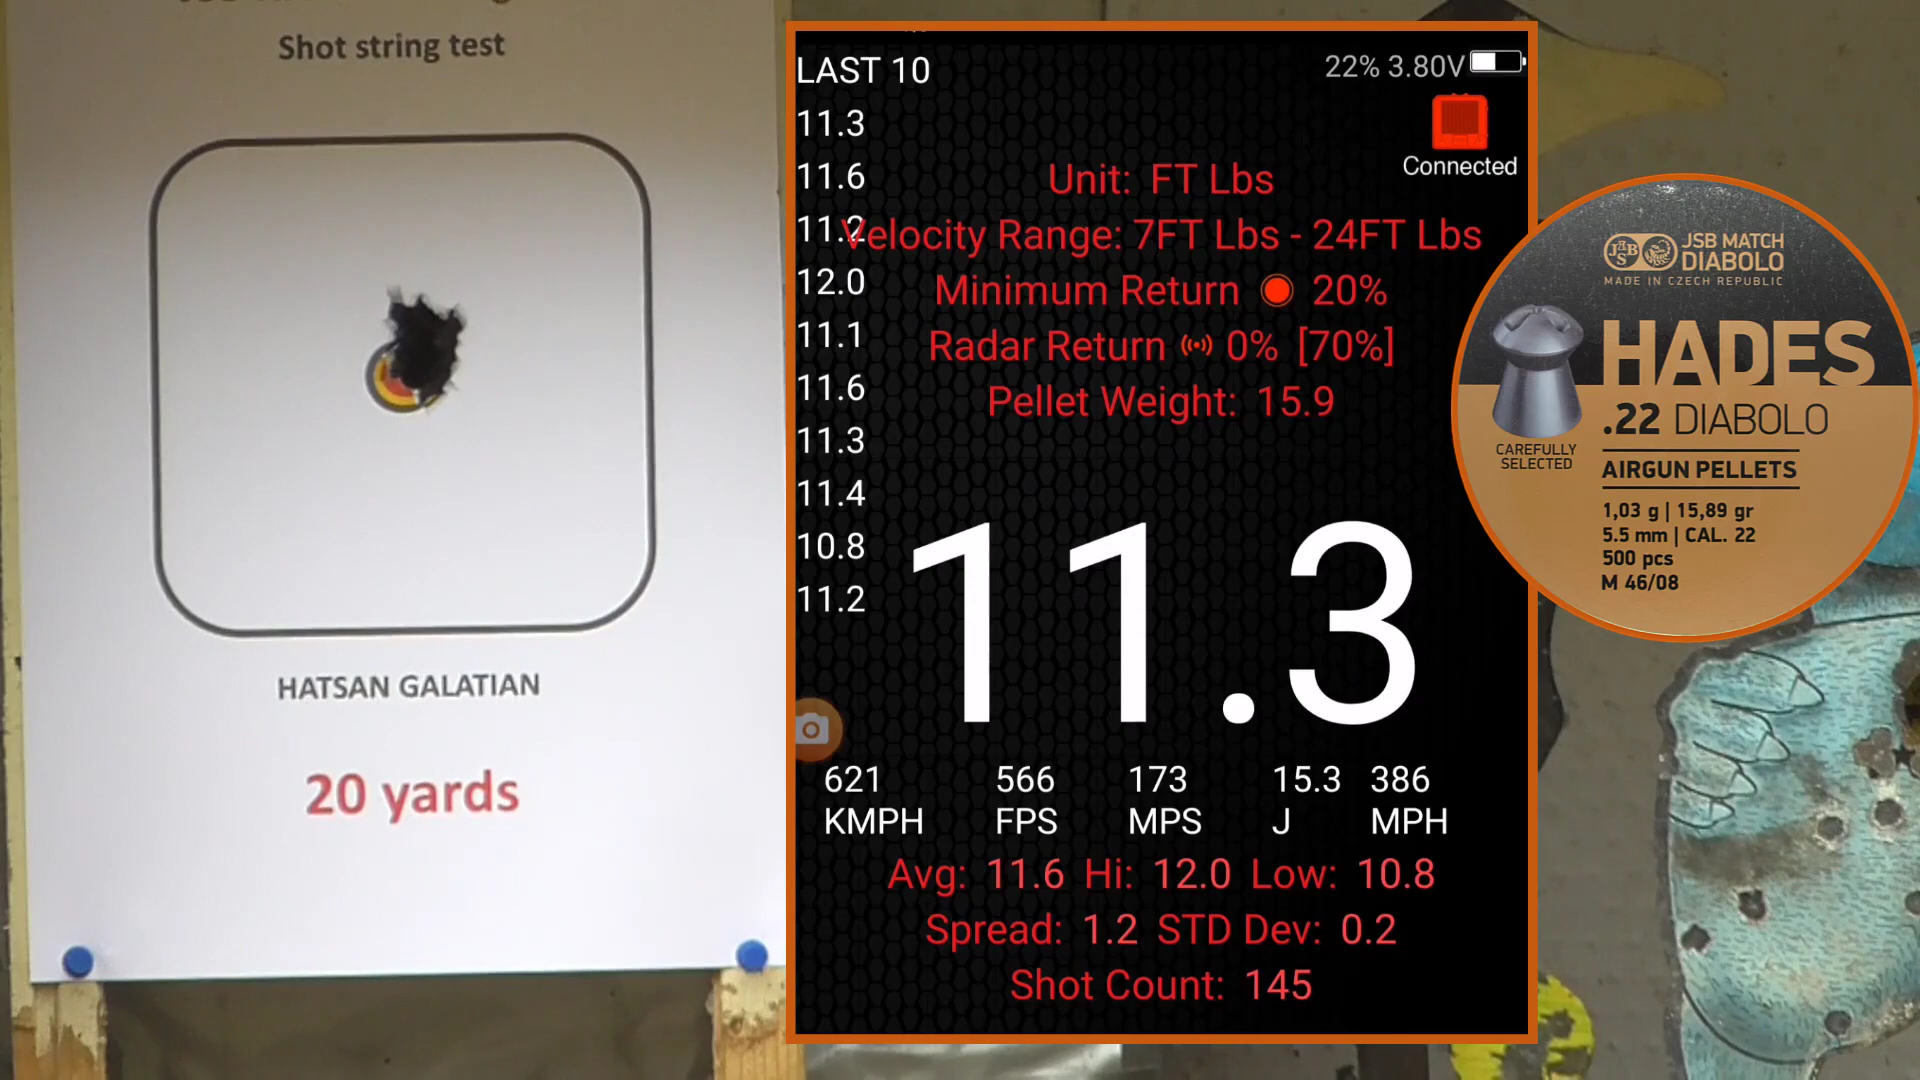 Shot string test
HATSAN GALATIAN
20 yards
LAST 10
22% 3.80V
11.3
11.6
11.2
12.0
11.1
11.6
11.3
11.4
10.8
11.2
Connected
Unit: FT Lbs
Velocity Range: 7FT Lbs - 24FT Lbs
Minimum Return 20%
Radar Return 0% [70%]
Pellet Weight: 15.9
11.3
621 KMPH
566 FPS
173 MPS
15.3 J
386 MPH
Avg: 11.6 Hi: 12.0 Low: 10.8
Spread: 1.2 STD Dev: 0.2
Shot Count: 145
JSB JSB MATCH
DIABOLO
MADE IN CZECH REPUBLIC
HADES
.22 DIABOLO
CAREFULLY
SELECTED
AIRGUN PELLETS
1,03 g | 15,89 gr
5.5 mm | CAL. 22
500 pcs
M 46/08